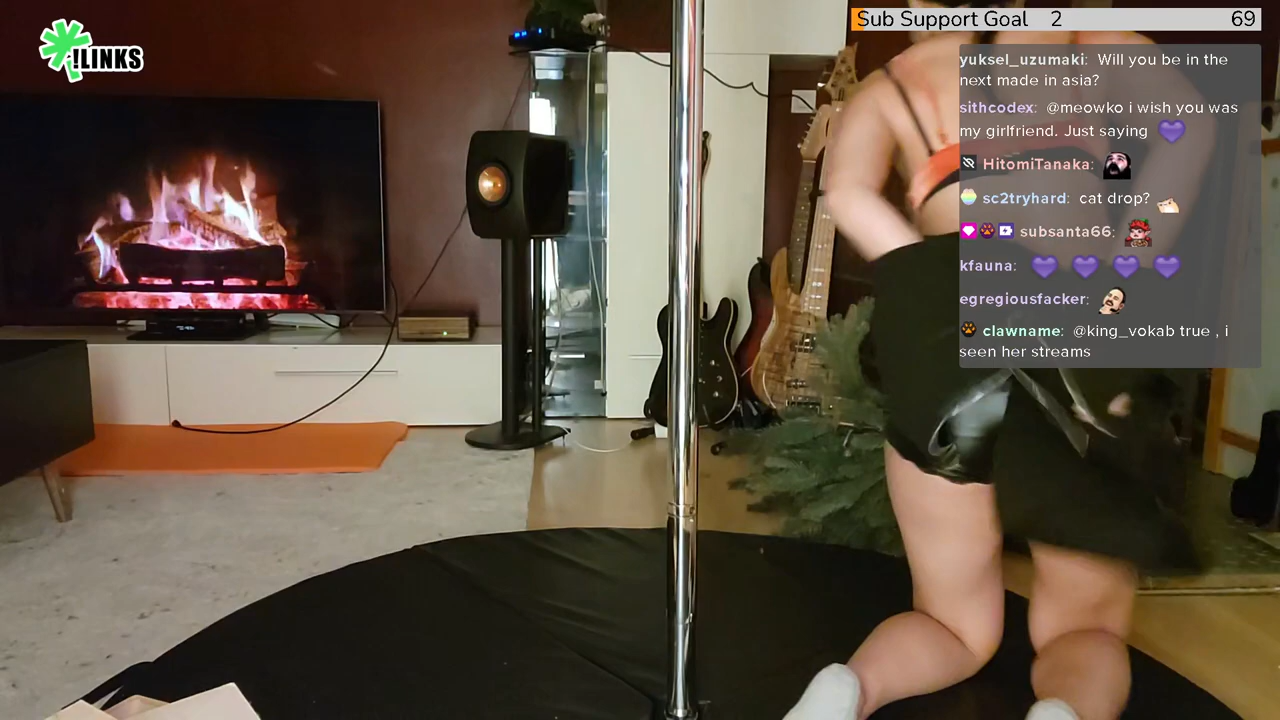 !LINKS
Sub Support Goal 2 69
yuksel_uzumaki: Will you be in the
next made in asia?
sithcodex: @meowko i wish you was
my girlfriend. Just saying
HitomiTanaka:
sc2tryhard: cat drop?
subsanta66:
kfauna:
egregiousfacker:
clawname: @king_vokab true , i
seen her streams